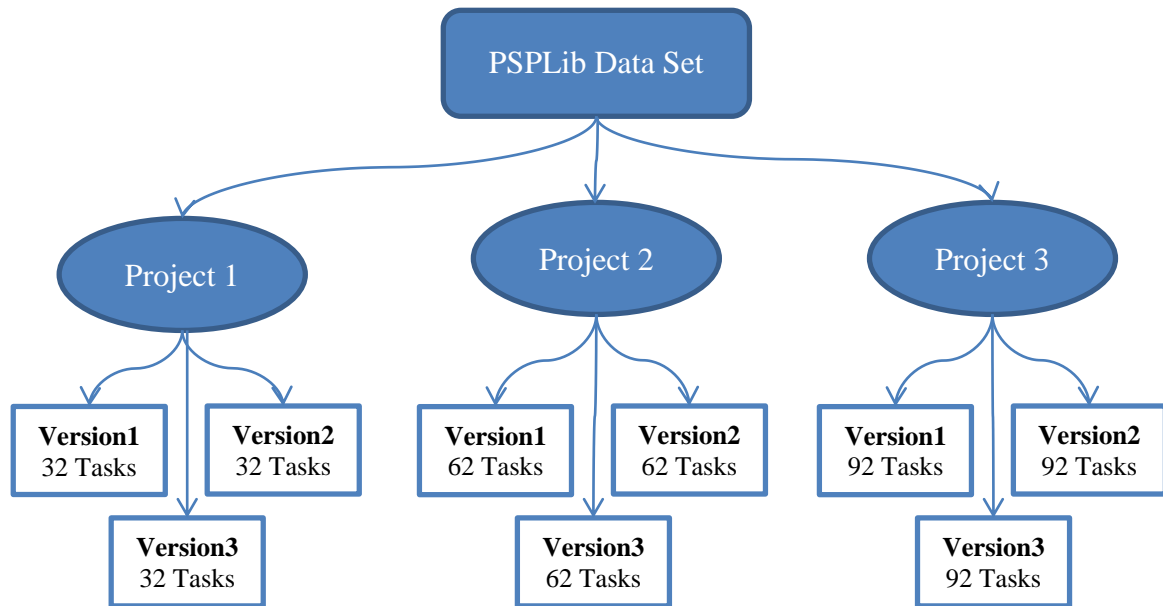 PSPLib Data Set
Project 1
Project 2
Project 3
Version1
32 Tasks
Version2
32 Tasks
Version3
32 Tasks
Version1
62 Tasks
Version2
62 Tasks
Version3
62 Tasks
Version1
92 Tasks
Version2
92 Tasks
Version3
92 Tasks